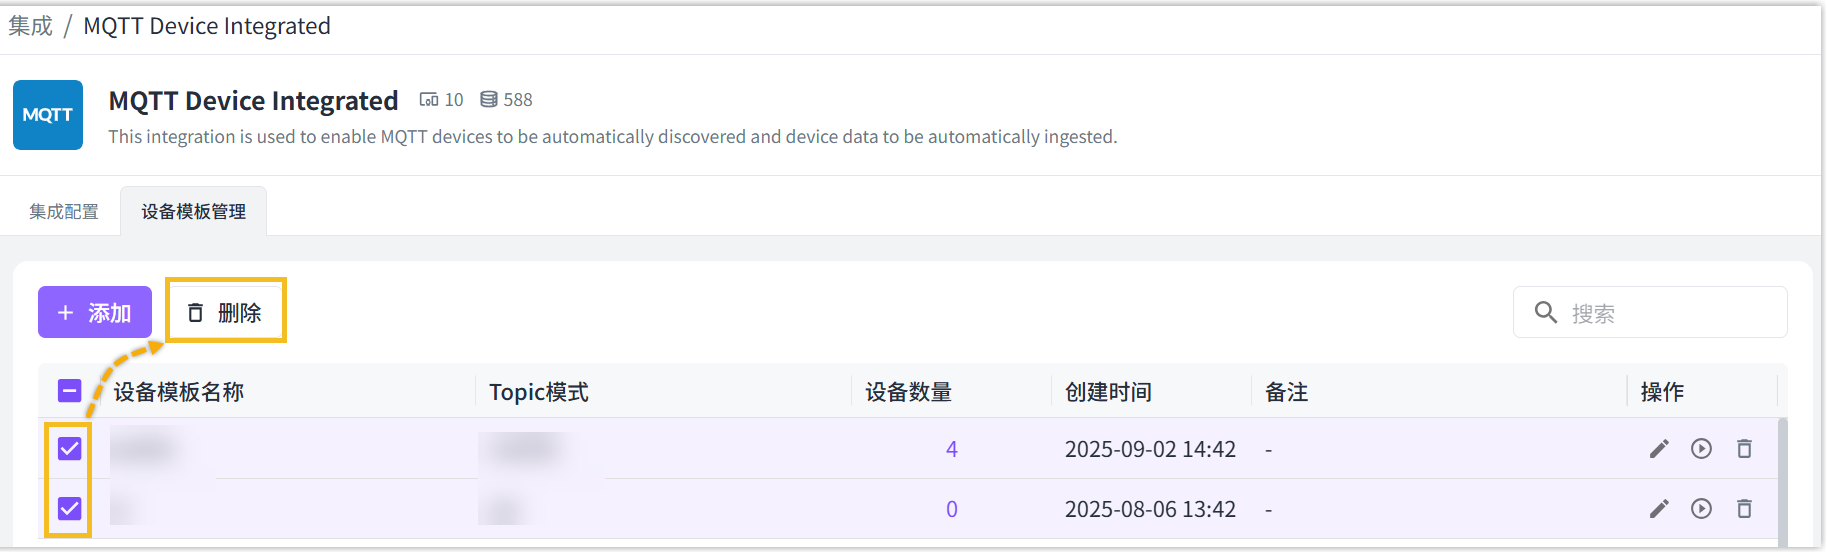 集成 / MQTT Device Integrated
MQTT
MQTT Device Integrated 10 588
This integration is used to enable MQTT devices to be automatically discovered and device data to be automatically ingested.
集成配置 设备模板管理
+ 添加 删除 搜索
设备模板名称 Topic模式 设备数量 创建时间 备注 操作
4 2025-09-02 14:42 -
0 2025-08-06 13:42 -